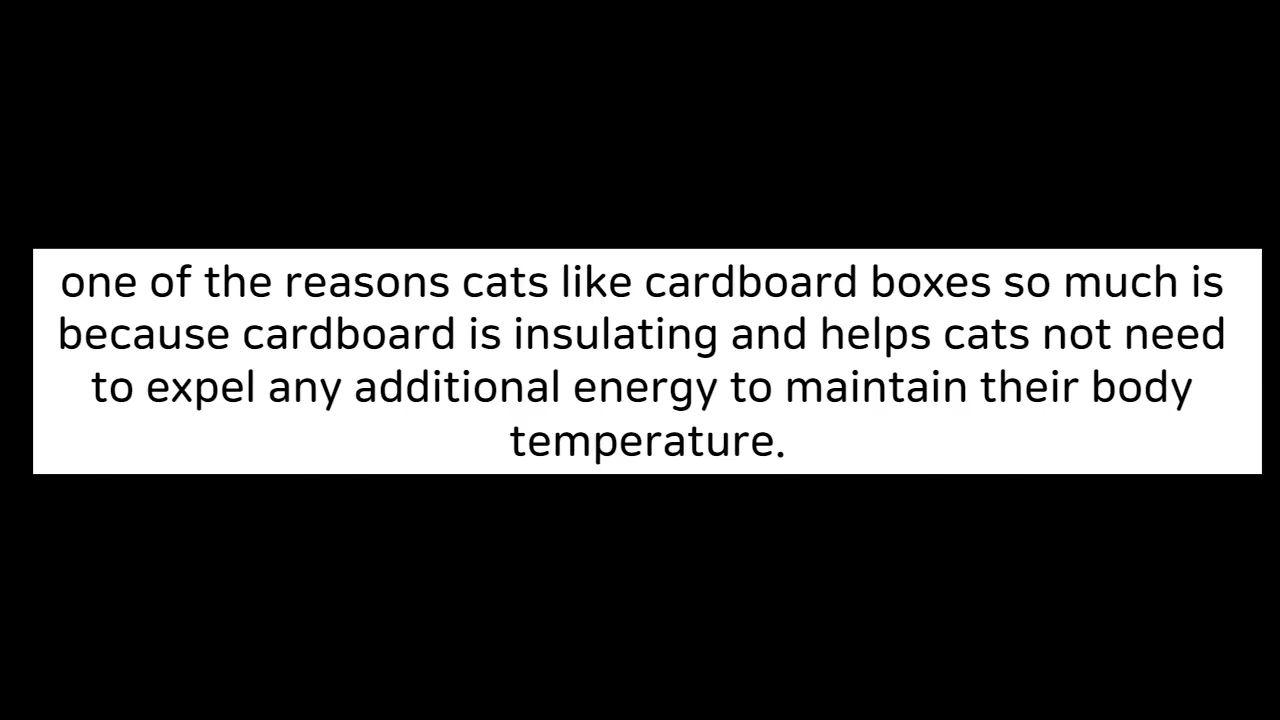 one of the reasons cats like cardboard boxes so much is
because cardboard is insulating and helps cats not need
to expel any additional energy to maintain their body
temperature.